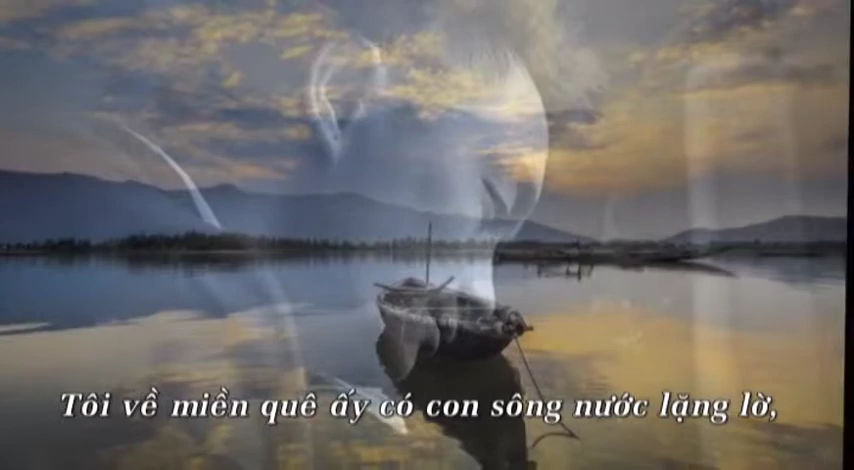 Tôi về miền quê ấy có con sông nước lặng lờ,